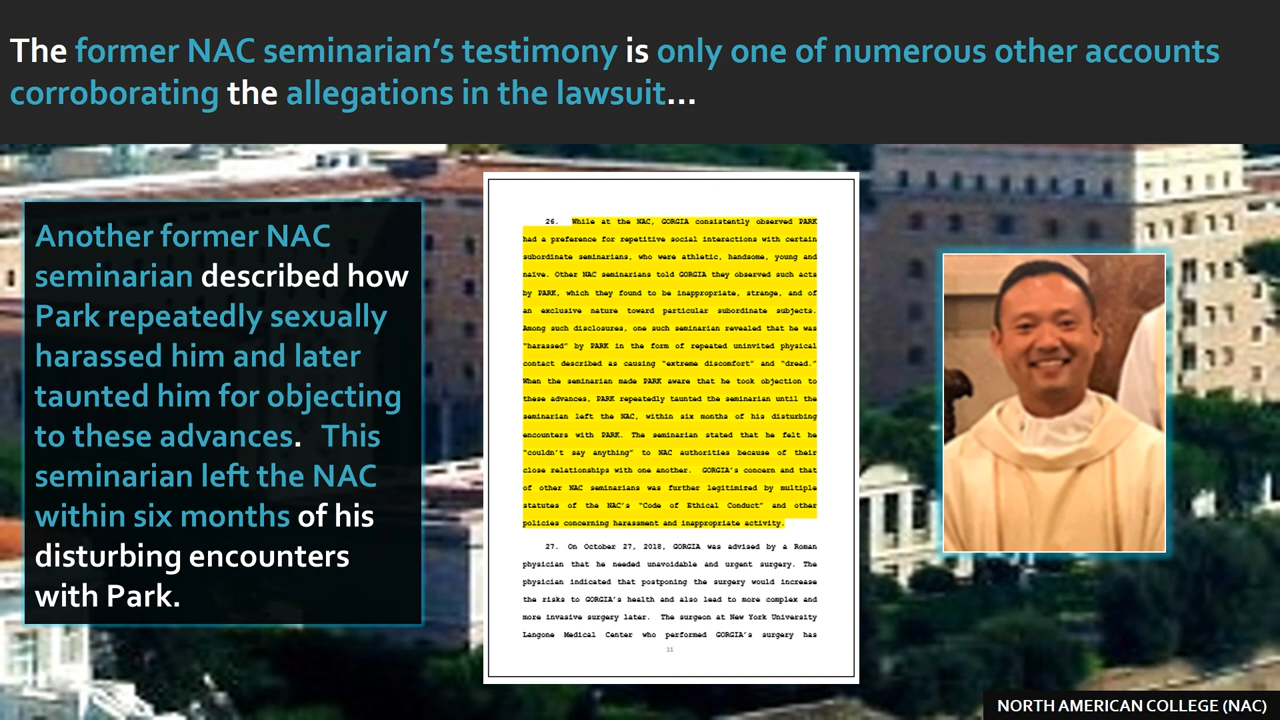 The former NAC seminarian’s testimony is only one of numerous other accounts
corroborating the allegations in the lawsuit…
Another former NAC
seminarian described how
Park repeatedly sexually
harassed him and later
taunted him for objecting
to these advances. This
seminarian left the NAC
within six months of his
disturbing encounters
with Park.
26. While at the NAC, GORGIA consistently observed PARK
had a preference for repetitive social interactions with certain
subordinate seminarians, who were athletic, handsome, young and
naïve. Other NAC seminarians told GORGIA they observed such acts
by PARK, which they found to be inappropriate, strange, and of
an exclusive nature toward particular subordinate subjects.
Among such disclosures, one such seminarian revealed that he was
"harassed" by PARK in the form of repeated uninvited physical
contact described as causing "extreme discomfort" and "dread."
When the seminarian made PARK aware that he took objection to
these advances, PARK repeatedly taunted the seminarian until the
seminarian left the NAC, within six months of his disturbing
encounters with PARK. The seminarian stated that he felt he
"couldn't say anything" to NAC authorities because of their
close relationships with one another. GORGIA's concern and that
of other NAC seminarians was further legitimized by multiple
statutes of the NAC's "Code of Ethical Conduct" and other
policies concerning harassment and inappropriate activity.
27. On October 27, 2018, GORGIA was advised by a Roman
physician that he needed unavoidable and urgent surgery. The
physician indicated that postponing the surgery would increase
the risks to GORGIA's health and also lead to more complex and
more invasive surgery later. The surgeon at New York University
Langone Medical Center who performed GORGIA's surgery has
11
NORTH AMERICAN COLLEGE (NAC)